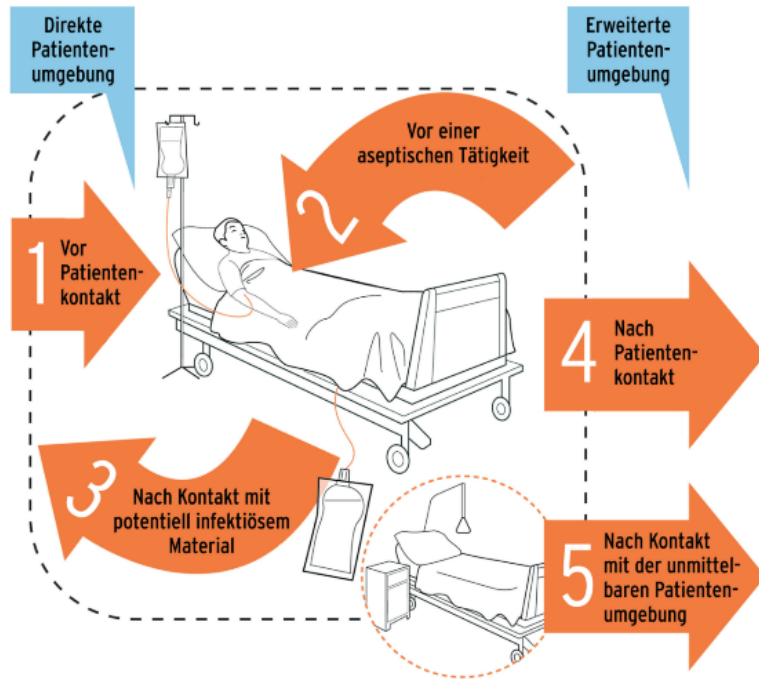 Direkte
Patienten-
umgebung
Erweiterte
Patienten-
umgebung
Vor einer
aseptischen Tätigkeit
2
1
Vor
Patienten-
kontakt
4
Nach
Patienten-
kontakt
3
Nach Kontakt mit
potentiell infektiösem
Material
5
Nach Kontakt
mit der unmittel-
baren Patienten-
umgebung